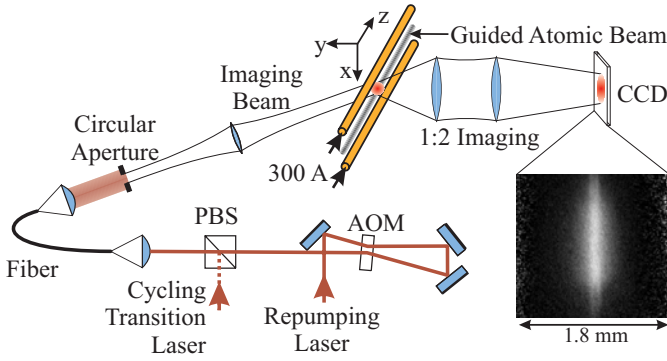 z
y
x
Guided Atomic Beam
Imaging
Beam
Circular
Aperture
CCD
1:2 Imaging
300 A
PBS
AOM
Fiber
Cycling
Transition
Laser
Repumping
Laser
1.8 mm